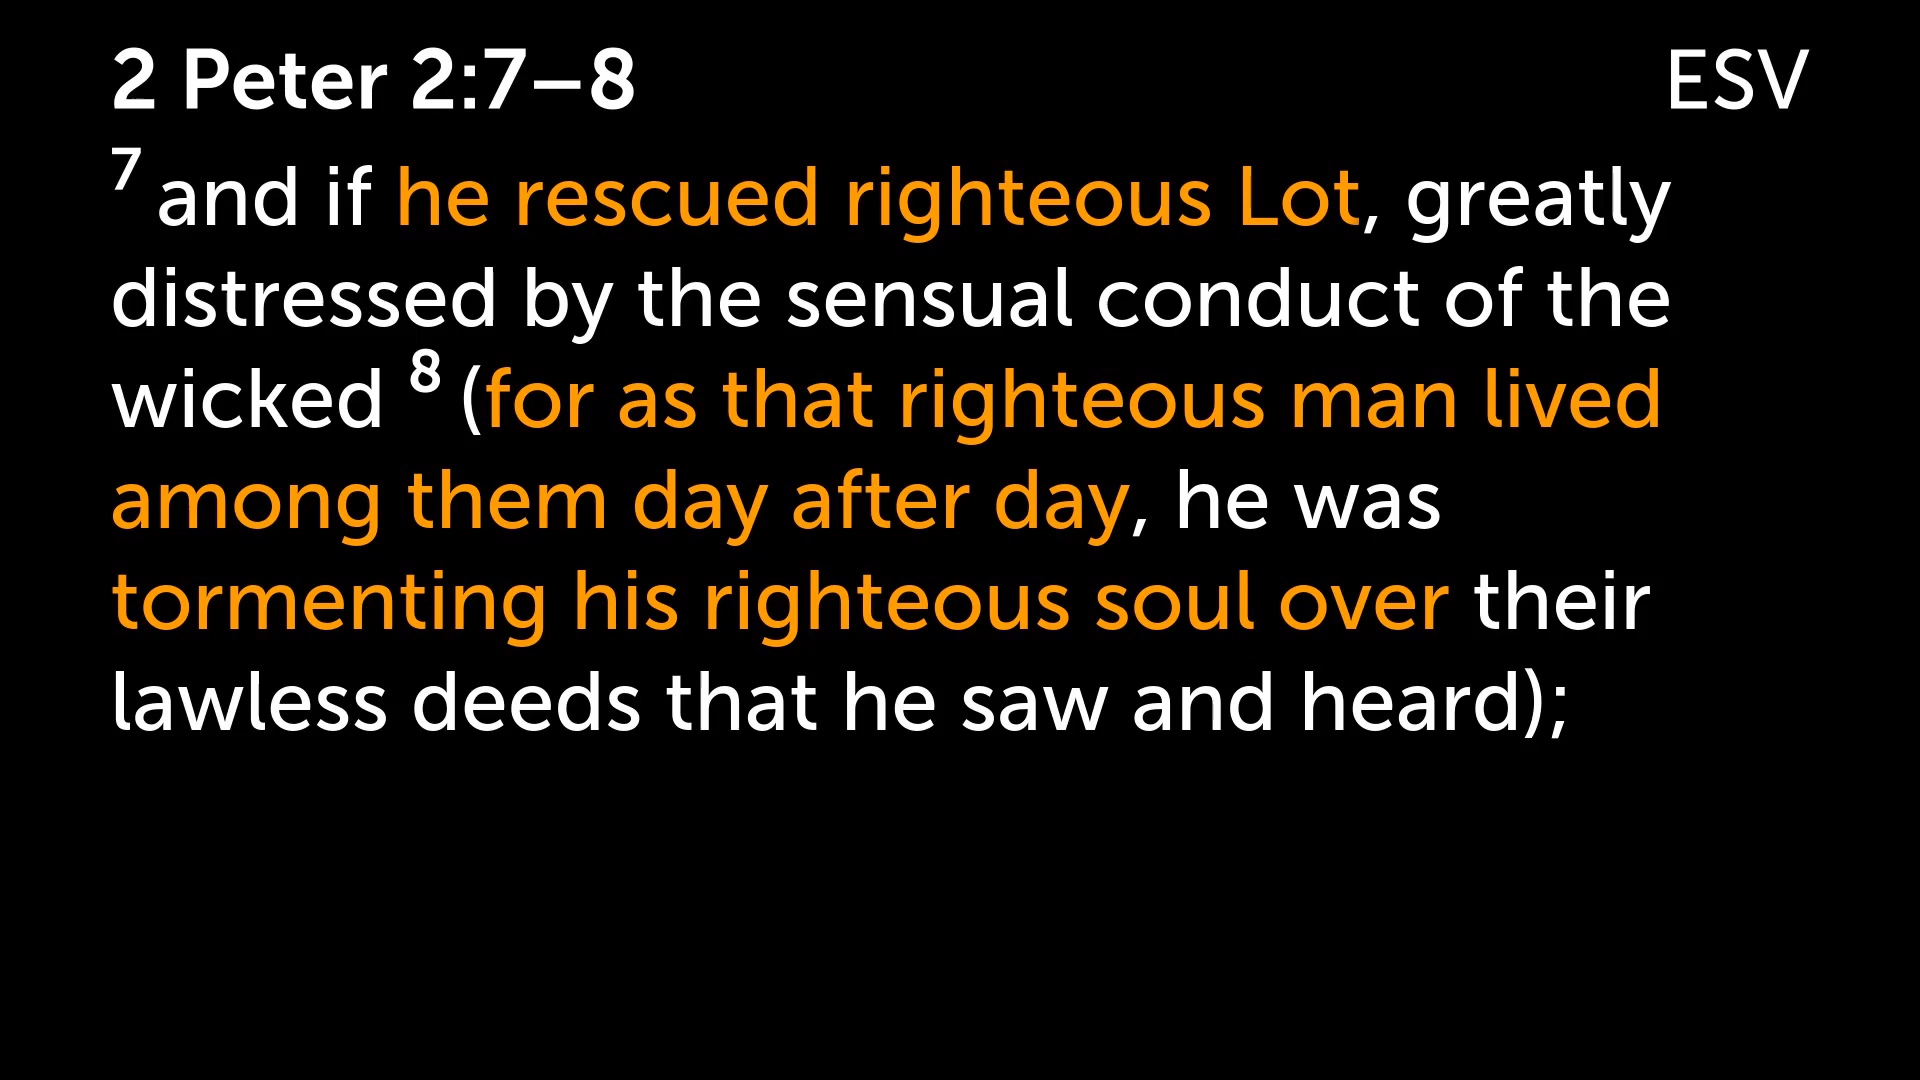 2 Peter 2:7–8 ESV
7 and if he rescued righteous Lot, greatly
distressed by the sensual conduct of the
wicked 8 (for as that righteous man lived
among them day after day, he was
tormenting his righteous soul over their
lawless deeds that he saw and heard);